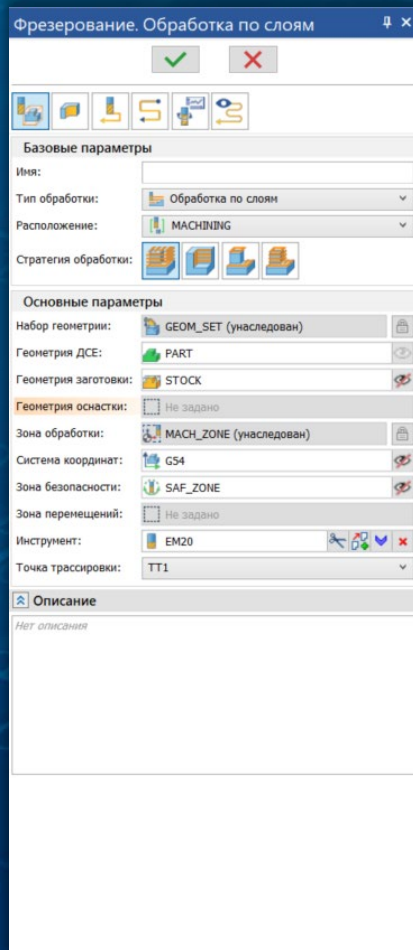 Фрезерование. Обработка по слоям
Базовые параметры
Имя:
Тип обработки: Обработка по слоям
Расположение: MACHINING
Стратегия обработки:
Основные параметры
Набор геометрии: GEOM_SET (унаследован)
Геометрия ДСЕ: PART
Геометрия заготовки: STOCK
Геометрия оснастки: Не задано
Зона обработки: MACH_ZONE (унаследован)
Система координат: G54
Зона безопасности: SAF_ZONE
Зона перемещений: Не задано
Инструмент: EM20
Точка трассировки: TT1
Описание
Нет описания